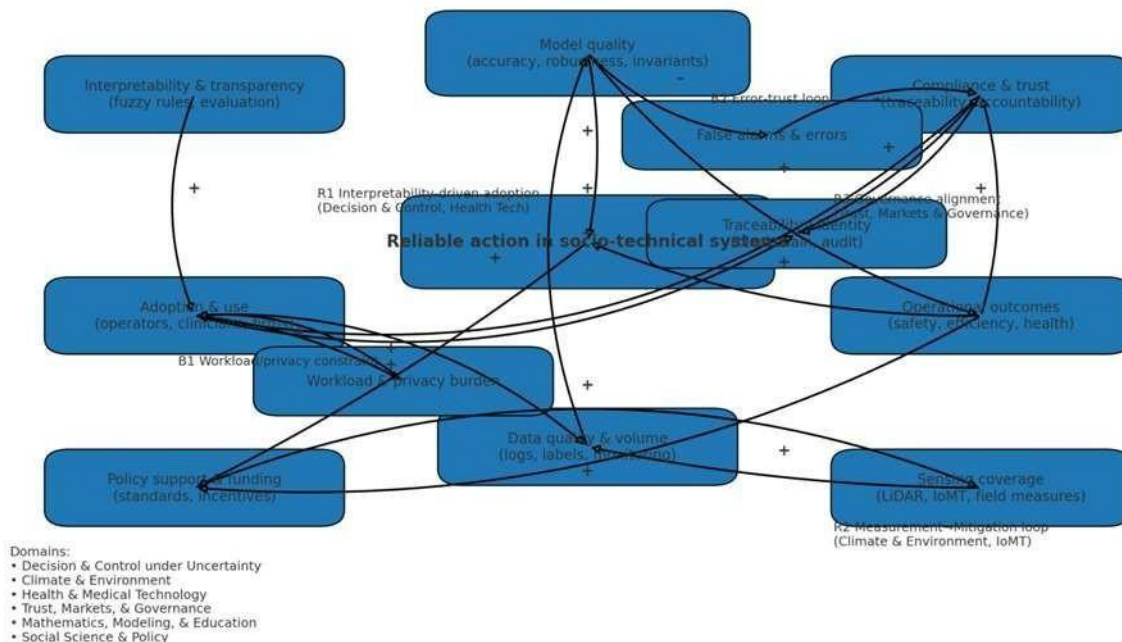 Model quality
(accuracy, robustness, invariants)
Interpretability & transparency
(fuzzy rules, evaluation)
Compliance & trust
(traceability, accountability)
-
B2 Error-trust loop
False alarms & errors
+
+
+
+
+
+
R1 Interpretability-driven adoption
(Decision & Control, Health Tech)
R3 Governance alignment
(Trust, Markets & Governance)
Traceability & identity
audit)
Reliable action in socio-technical systems
+
+
Adoption & use
(operators, clinicians,
Operational outcomes
(safety, efficiency, health)
+
B1 Workload/privacy constraint
+
Workload & privacy burden
+
Data quality & volume
(logs, labels, monitoring)
+
+
Policy support & funding
(standards, incentives)
Sensing coverage
(LiDAR, IoMT, field measures)
R2 Measurement→Mitigation loop
(Climate & Environment, IoMT)
Domains:
• Decision & Control under Uncertainty
• Climate & Environment
• Health & Medical Technology
• Trust, Markets, & Governance
• Mathematics, Modeling, & Education
• Social Science & Policy